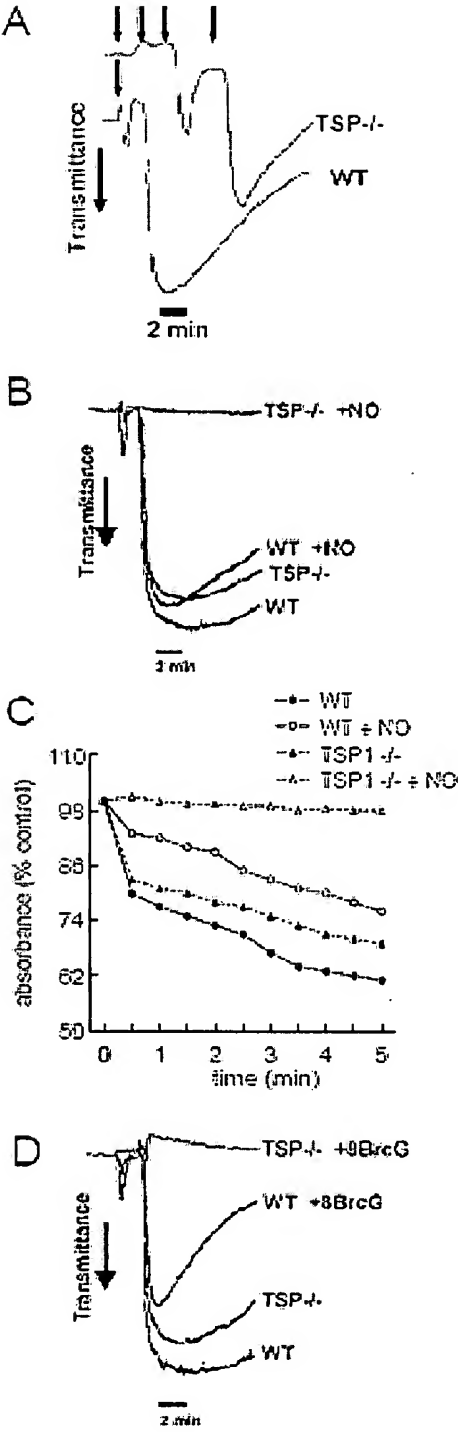 A
Transmittance
TSP-/-
WT
2 min
B
Transmittance
TSP-/- +NO
WT +NO
TSP-/-
WT
2 min
C
WT
WT + NO
TSP1 -/-
TSP1 -/- + NO
absorbance (% control)
110
98
86
74
62
50
0 1 2 3 4 5
time (min)
D
Transmittance
TSP-/- +8BrcG
WT +8BrcG
TSP-/-
WT
2 min